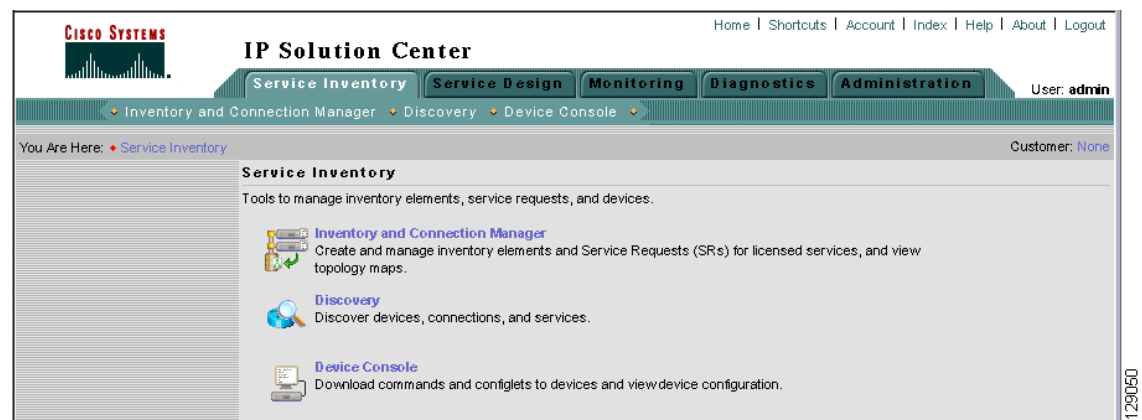 CISCO SYSTEMS
Home | Shortcuts | Account | Index | Help | About | Logout
IP Solution Center
Service Inventory Service Design Monitoring Diagnostics Administration
User: admin
Inventory and Connection Manager Discovery Device Console
You Are Here: Service Inventory
Customer: None
Service Inventory
Tools to manage inventory elements, service requests, and devices.
Inventory and Connection Manager
Create and manage inventory elements and Service Requests (SRs) for licensed services, and view
topology maps.
Discovery
Discover devices, connections, and services.
Device Console
Download commands and configlets to devices and view device configuration.
129050